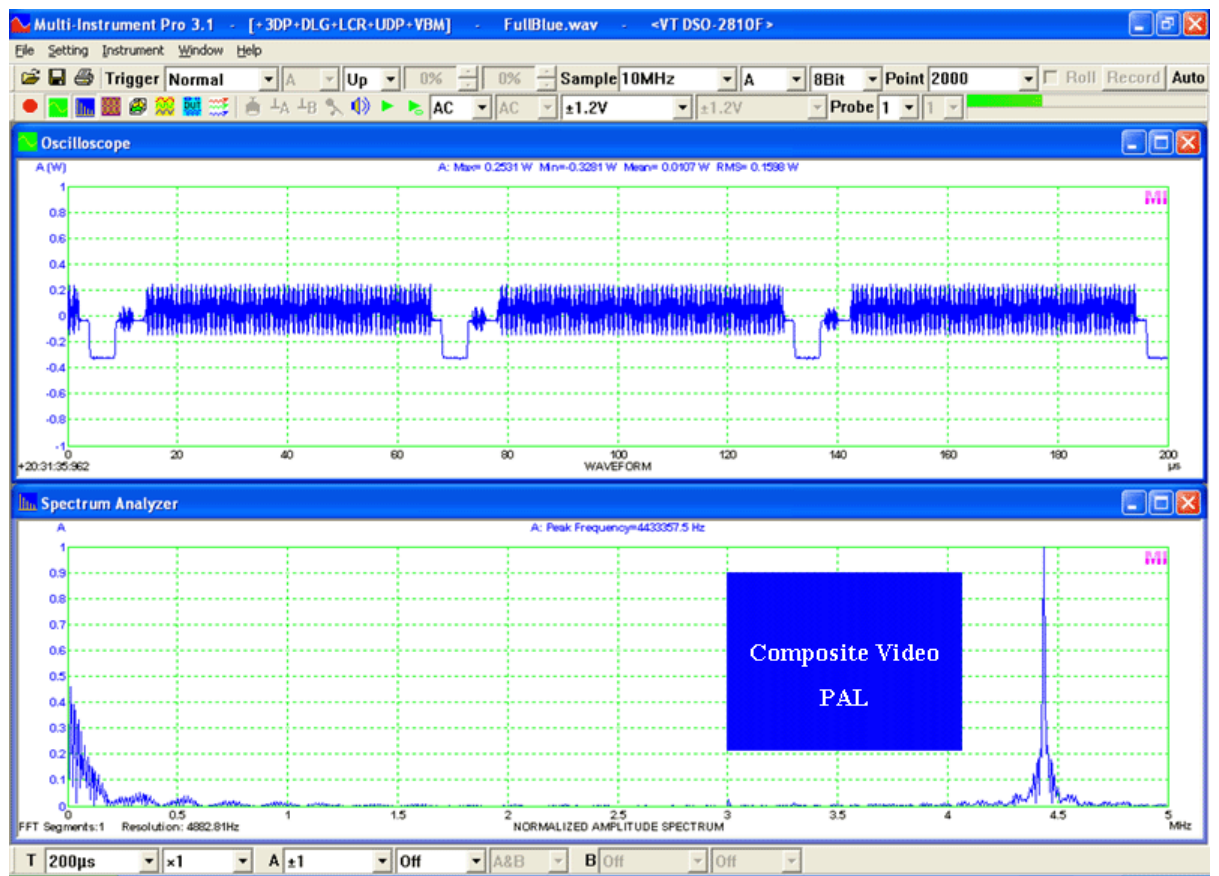 Multi-Instrument Pro 3.1 - [+3DP+DLG+LCR+UDP+VBM] - FullBlue.wav - <VT DSO-2810F>
File Setting Instrument Window Help
Trigger Normal A Up 0% 0% Sample 10MHz A 8Bit Point 2000 Roll Record Auto
AC AC ±1.2V ±1.2V Probe 1 1
Oscilloscope
A (W) A: Max= 0.2531 W Min=-0.3281 W Mean= 0.0107 W RMS= 0.1598 W
MI
1
0.8
0.6
0.4
0.2
0
-0.2
-0.4
-0.6
-0.8
-1
0 20 40 60 80 100 120 140 160 180 200
+20:31:35:962 WAVEFORM µs
Spectrum Analyzer
A A: Peak Frequency=4433357.5 Hz
MI
1
0.9
0.8
0.7
0.6
0.5
0.4
0.3
0.2
0.1
0
Composite Video
PAL
0 0.5 1 1.5 2 2.5 3 3.5 4 4.5 5
FFT Segments:1 Resolution: 4882.81Hz NORMALIZED AMPLITUDE SPECTRUM MHz
T 200µs ×1 A ±1 Off A&B B Off Off